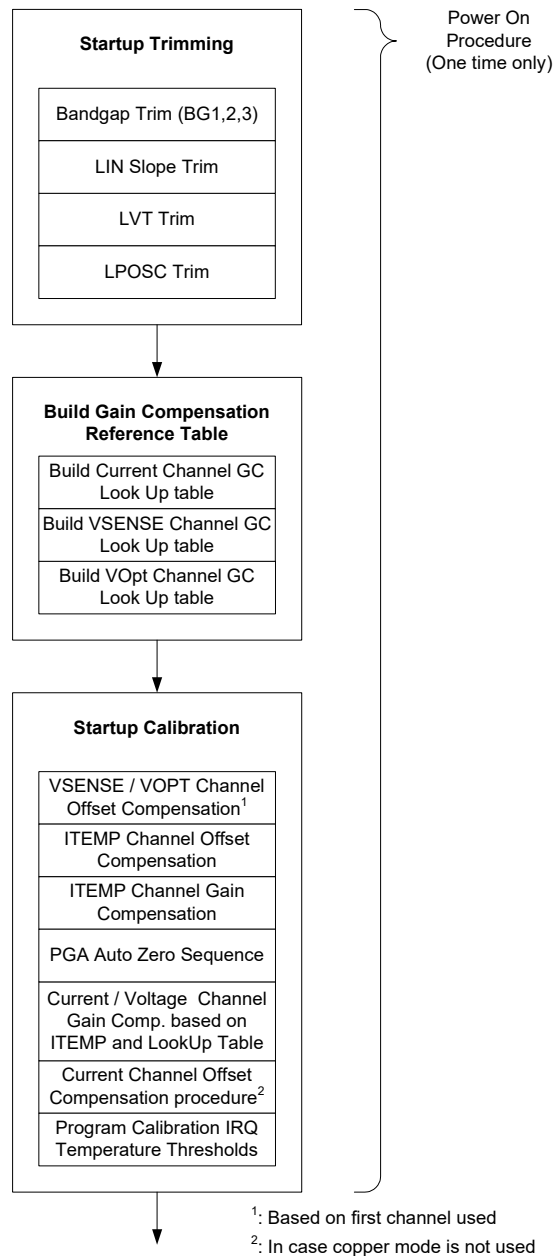 Startup Trimming
Bandgap Trim (BG1,2,3)
LIN Slope Trim
LVT Trim
LPOSC Trim
Power On
Procedure
(One time only)
Build Gain Compensation
Reference Table
Build Current Channel GC
Look Up table
Build VSENSE Channel GC
Look Up table
Build VOpt Channel GC
Look Up table
Startup Calibration
VSENSE / VOPT Channel
Offset Compensation¹
ITEMP Channel Offset
Compensation
ITEMP Channel Gain
Compensation
PGA Auto Zero Sequence
Current / Voltage Channel
Gain Comp. based on
ITEMP and LookUp Table
Current Channel Offset
Compensation procedure²
Program Calibration IRQ
Temperature Thresholds
¹: Based on first channel used
²: In case copper mode is not used